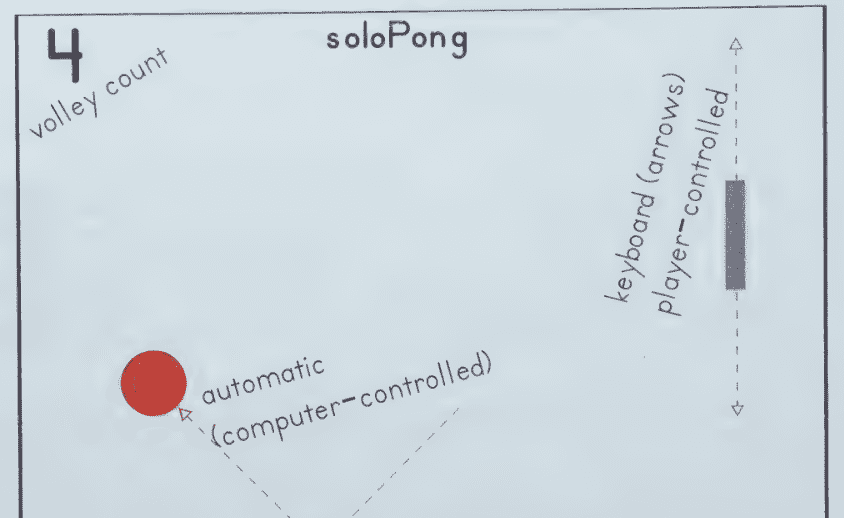 soloPong
4
volley count
keyboard (arrows)
player-controlled
automatic
(computer-controlled)